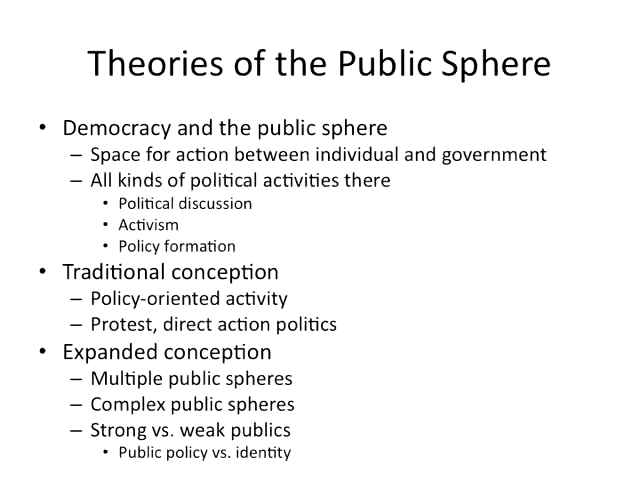 Theories of the Public Sphere
• Democracy and the public sphere
– Space for action between individual and government
– All kinds of political activities there
• Political discussion
• Activism
• Policy formation
• Traditional conception
– Policy-oriented activity
– Protest, direct action politics
• Expanded conception
– Multiple public spheres
– Complex public spheres
– Strong vs. weak publics
• Public policy vs. identity